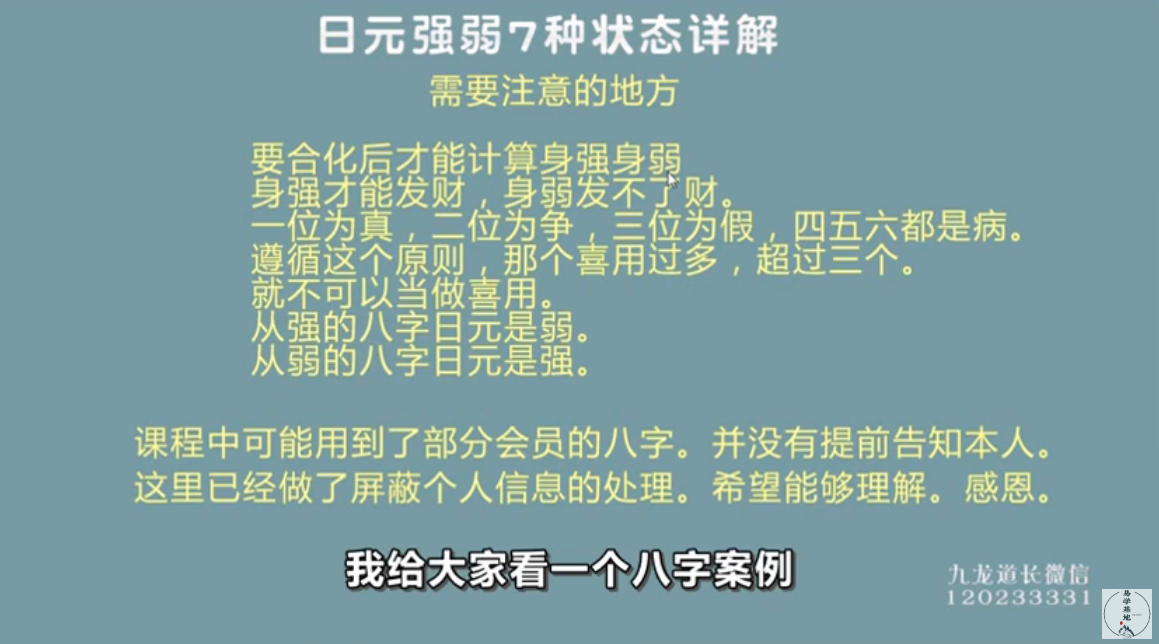 日元强弱7种状态详解
需要注意的地方
要合化后才能计算身强身弱
身强才能发财，身弱发不了财。
一位为真，二位为争，三位为假，四五六都是病。
遵循这个原则，那个喜用过多，超过三个。
就不可以当做喜用。
从强的八字日元是弱。
从弱的八字日元是强。
课程中可能用到了部分会员的八字。并没有提前告知本人。
这里已经做了屏蔽个人信息的处理。希望能够理解。感恩。
我给大家看一个八字案例
九龙道长微信
120233331
易学基地